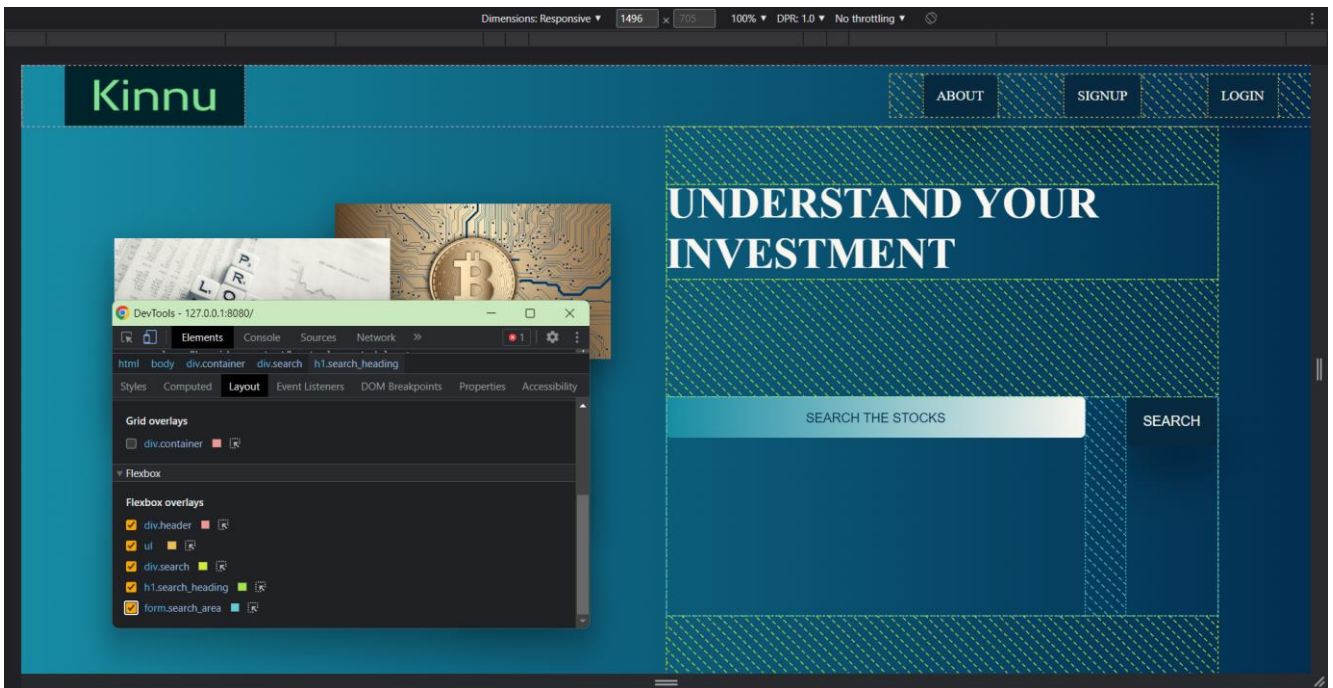 Dimensions: Responsive ▼ 1496 × 705 100% ▼ DPR: 1.0 ▼ No throttling ▼
Kinnu
ABOUT SIGNUP LOGIN
UNDERSTAND YOUR
INVESTMENT
P.
R.
L. O
B
DevTools - 127.0.0.1:8080/
Elements Console Sources Network » 1
html body div.container div.search h1.search_heading
Styles Computed Layout Event Listeners DOM Breakpoints Properties Accessibility
Grid overlays
div.container
Flexbox
Flexbox overlays
div.header
ul
div.search
h1.search_heading
form.search_area
SEARCH THE STOCKS SEARCH